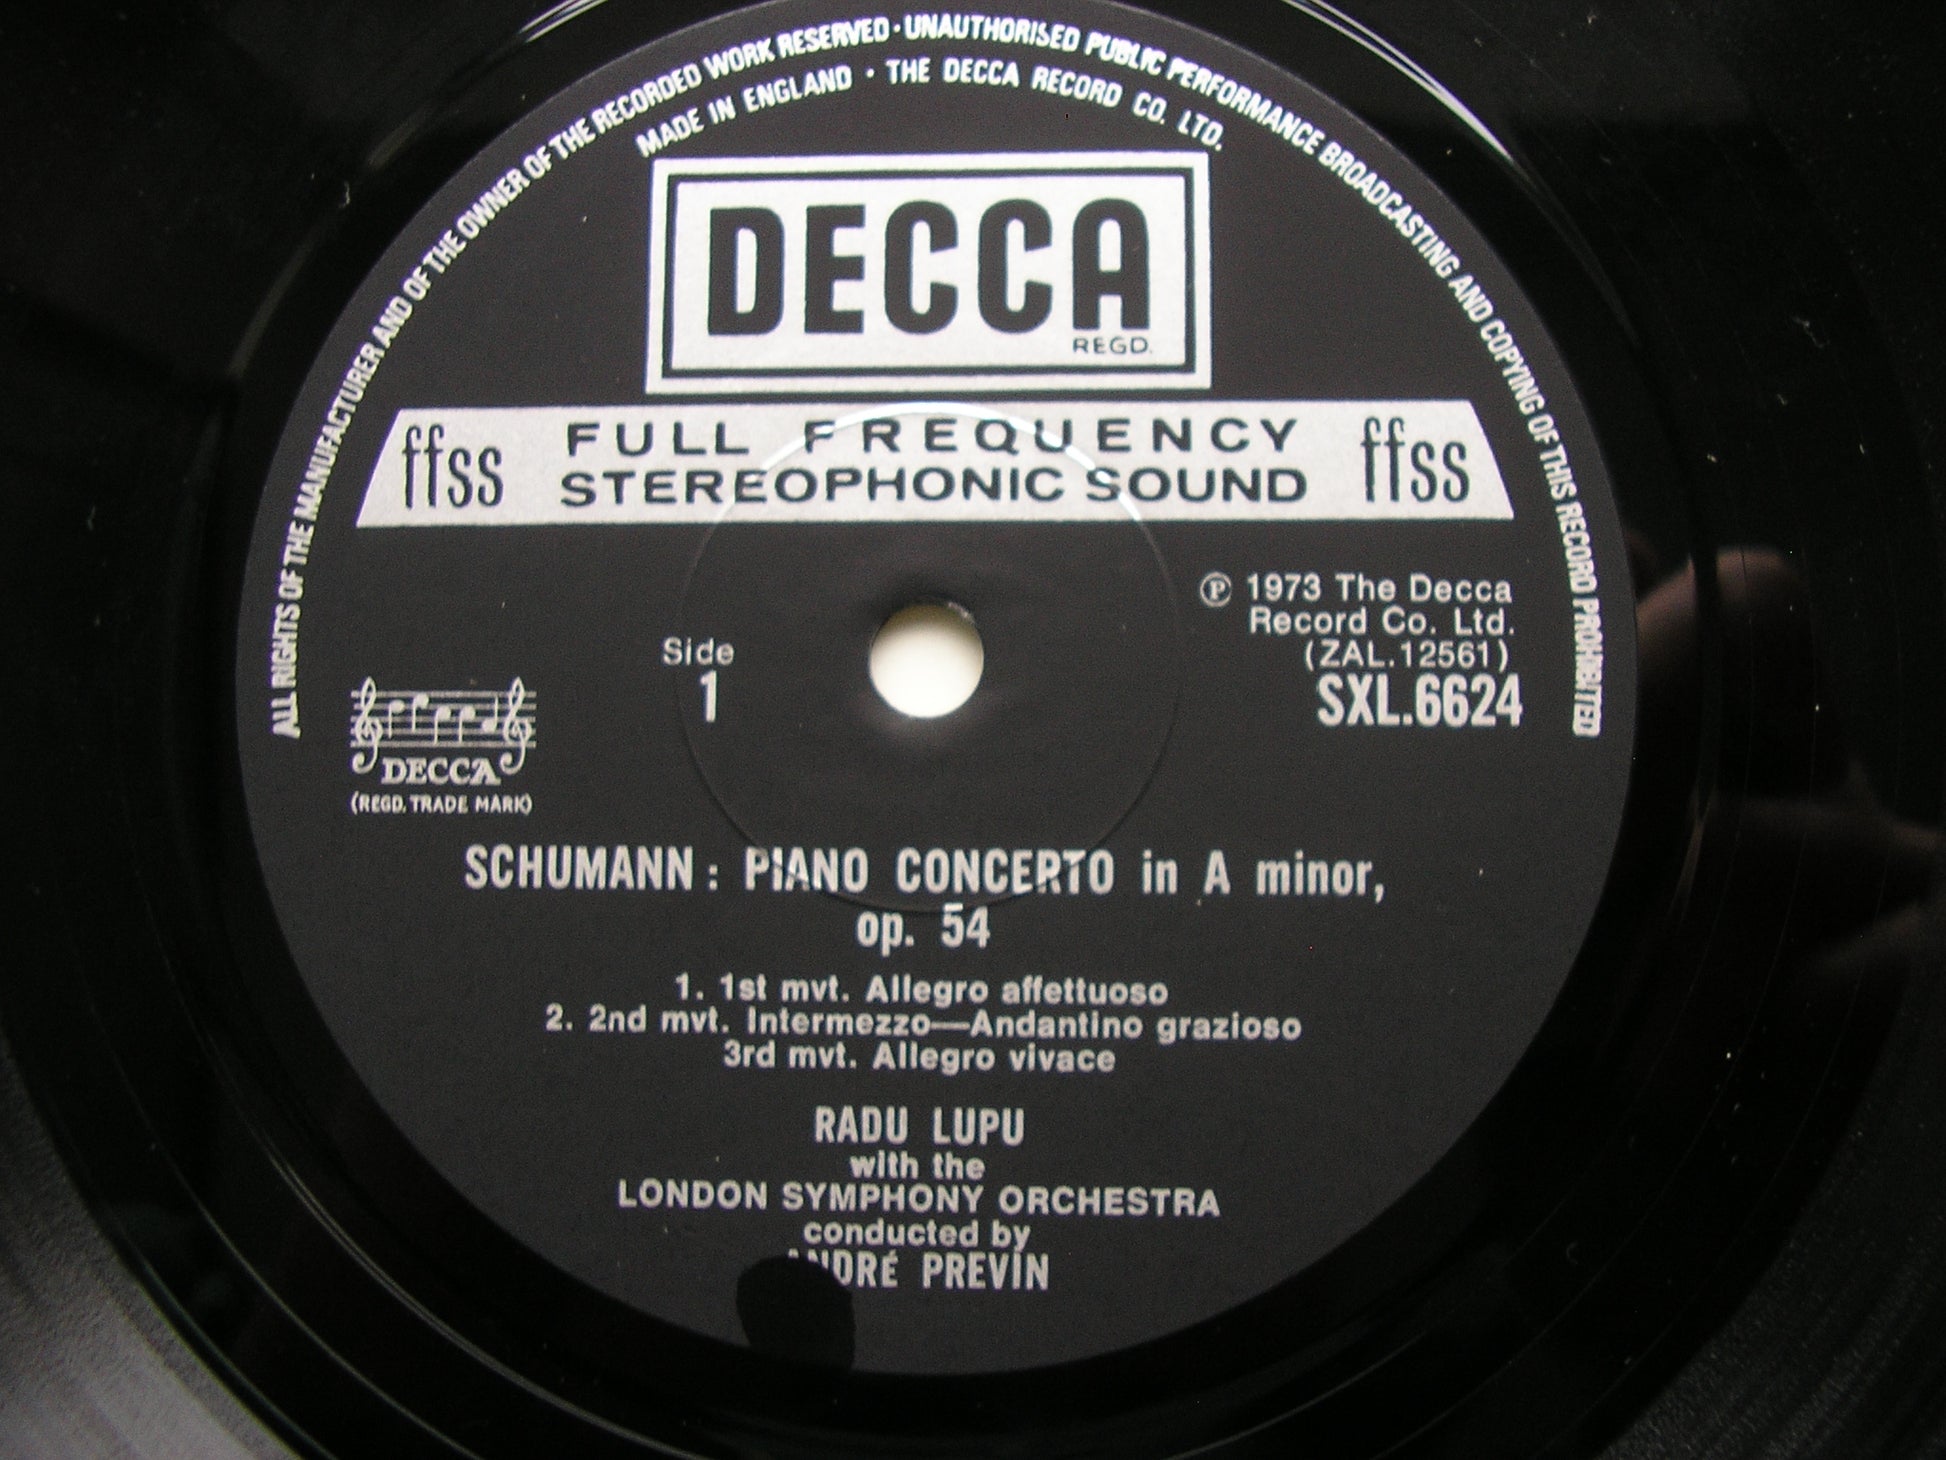 ALL RIGHTS OF THE MANUFACTURER AND OF THE OWNER OF THE RECORDED WORK RESERVED · UNAUTHORISED PUBLIC PERFORMANCE BROADCASTING AND COPYING OF THIS RECORD PROHIBITED
MADE IN ENGLAND · THE DECCA RECORD CO. LTD.
DECCA
REGD.
ffss FULL FREQUENCY ffss
STEREOPHONIC SOUND
℗ 1973 The Decca
Record Co. Ltd.
(ZAL.12561)
SXL.6624
Side
1
DECCA
(REGD. TRADE MARK)
SCHUMANN : PIANO CONCERTO in A minor,
op. 54
1. 1st mvt. Allegro affettuoso
2. 2nd mvt. Intermezzo—Andantino grazioso
3rd mvt. Allegro vivace
RADU LUPU
with the
LONDON SYMPHONY ORCHESTRA
conducted by
ANDRÉ PREVIN